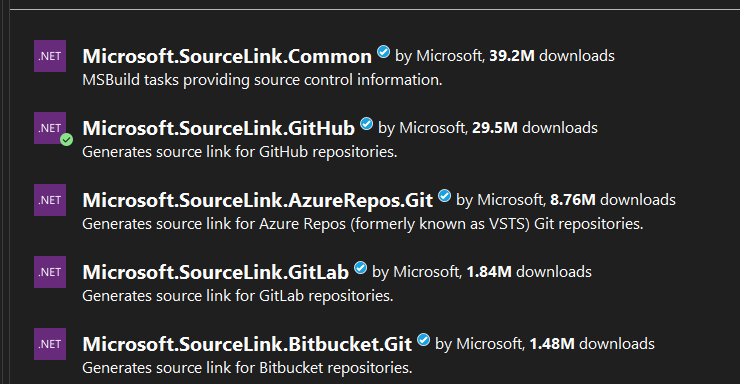 .NET Microsoft.SourceLink.Common by Microsoft, 39.2M downloads
MSBuild tasks providing source control information.
.NET Microsoft.SourceLink.GitHub by Microsoft, 29.5M downloads
Generates source link for GitHub repositories.
.NET Microsoft.SourceLink.AzureRepos.Git by Microsoft, 8.76M downloads
Generates source link for Azure Repos (formerly known as VSTS) Git repositories.
.NET Microsoft.SourceLink.GitLab by Microsoft, 1.84M downloads
Generates source link for GitLab repositories.
.NET Microsoft.SourceLink.Bitbucket.Git by Microsoft, 1.48M downloads
Generates source link for Bitbucket repositories.